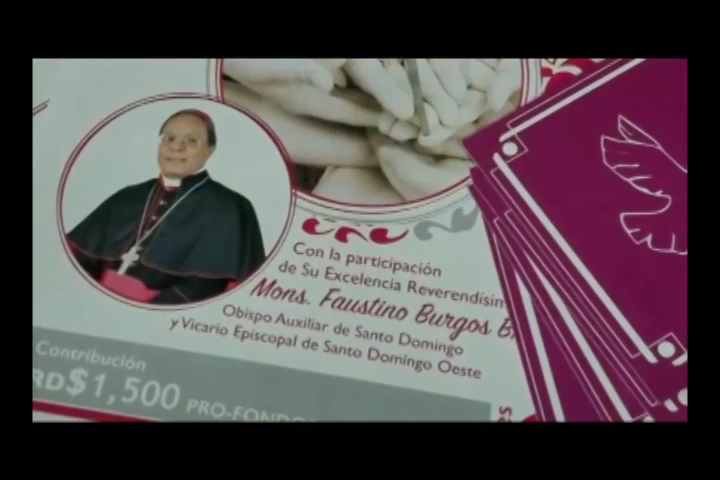 Con la participación
de Su Excelencia Reverendísim
Mons. Faustino Burgos B
Obispo Auxiliar de Santo Domingo
y Vicario Episcopal de Santo Domingo Oeste
Contribución
RD$1,500 PRO-FONDO